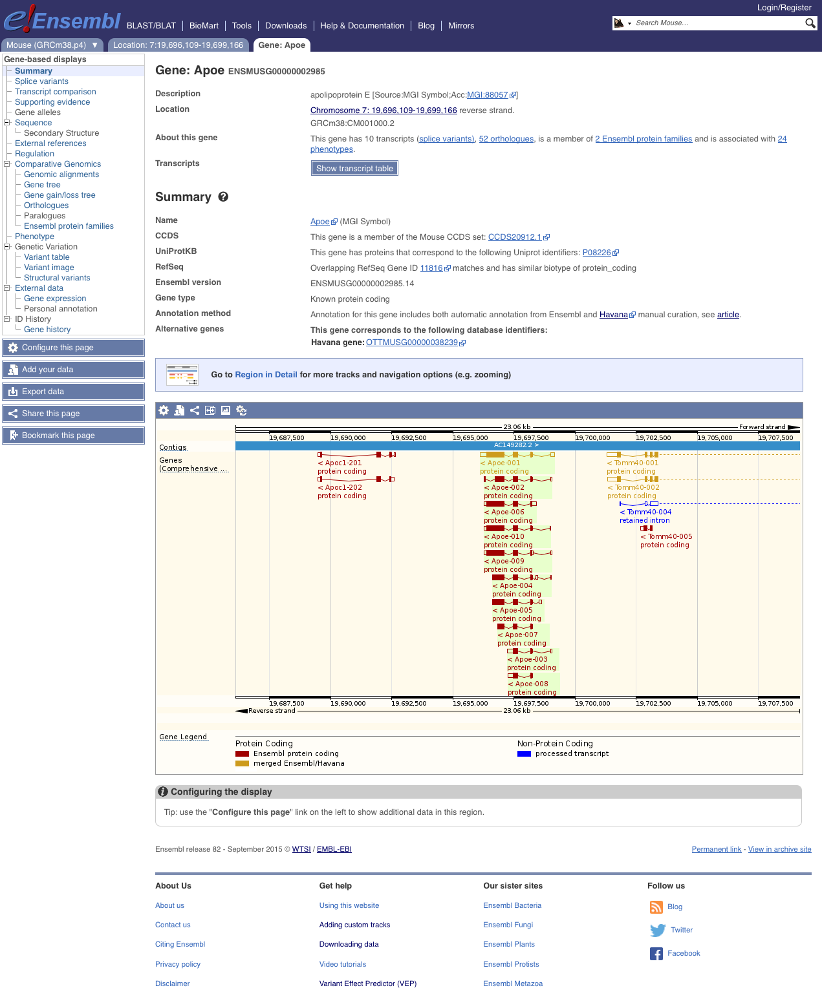 Login/Register
e!Ensembl BLAST/BLAT BioMart Tools Downloads Help & Documentation Blog Mirrors
Search Mouse…
Mouse (GRCm38.p4) ▼ Location: 7:19,696,109-19,699,166 Gene: Apoe
Gene-based displays
Summary
Splice variants
Transcript comparison
Supporting evidence
Gene alleles
Sequence
Secondary Structure
External references
Regulation
Comparative Genomics
Genomic alignments
Gene tree
Gene gain/loss tree
Orthologues
Paralogues
Ensembl protein families
Phenotype
Genetic Variation
Variant table
Variant image
Structural variants
External data
Gene expression
Personal annotation
ID History
Gene history
Configure this page
Add your data
Export data
Share this page
Bookmark this page
Gene: Apoe ENSMUSG00000002985
Description apolipoprotein E [Source:MGI Symbol;Acc:MGI:88057]
Location Chromosome 7: 19,696,109-19,699,166 reverse strand.
GRCm38:CM001000.2
About this gene This gene has 10 transcripts (splice variants), 52 orthologues, is a member of 2 Ensembl protein families and is associated with 24
phenotypes.
Transcripts Show transcript table
Summary ?
Name Apoe (MGI Symbol)
CCDS This gene is a member of the Mouse CCDS set: CCDS20912.1
UniProtKB This gene has proteins that correspond to the following Uniprot identifiers: P08226
RefSeq Overlapping RefSeq Gene ID 11816 matches and has similar biotype of protein_coding
Ensembl version ENSMUSG00000002985.14
Gene type Known protein coding
Annotation method Annotation for this gene includes both automatic annotation from Ensembl and Havana manual curation, see article.
Alternative genes This gene corresponds to the following database identifiers:
Havana gene: OTTMUSG00000038239
Go to Region in Detail for more tracks and navigation options (e.g. zooming)
23.06 kb Forward strand
19,687,500 19,690,000 19,692,500 19,695,000 19,697,500 19,700,000 19,702,500 19,705,000 19,707,500
Contigs AC149282.2 >
Genes
(Comprehensive ...
< Apoc1-201 < Apoe-001 < Tomm40-001
protein coding protein coding protein coding
< Apoc1-202 < Apoe-002 < Tomm40-002
protein coding protein coding protein coding
< Apoe-006 < Tomm40-004
protein coding retained intron
< Apoe-010 < Tomm40-005
protein coding protein coding
< Apoe-009
protein coding
< Apoe-004
protein coding
< Apoe-005
protein coding
< Apoe-007
protein coding
< Apoe-003
protein coding
< Apoe-008
protein coding
19,687,500 19,690,000 19,692,500 19,695,000 19,697,500 19,700,000 19,702,500 19,705,000 19,707,500
Reverse strand 23.06 kb
Gene Legend
Protein Coding Non-Protein Coding
Ensembl protein coding processed transcript
merged Ensembl/Havana
Configuring the display
Tip: use the "Configure this page" link on the left to show additional data in this region.
Ensembl release 82 - September 2015 © WTSI / EMBL-EBI Permanent link - View in archive site
About Us Get help Our sister sites Follow us
About us Using this website Ensembl Bacteria Blog
Contact us Adding custom tracks Ensembl Fungi Twitter
Citing Ensembl Downloading data Ensembl Plants Facebook
Privacy policy Video tutorials Ensembl Protists
Disclaimer Variant Effect Predictor (VEP) Ensembl Metazoa